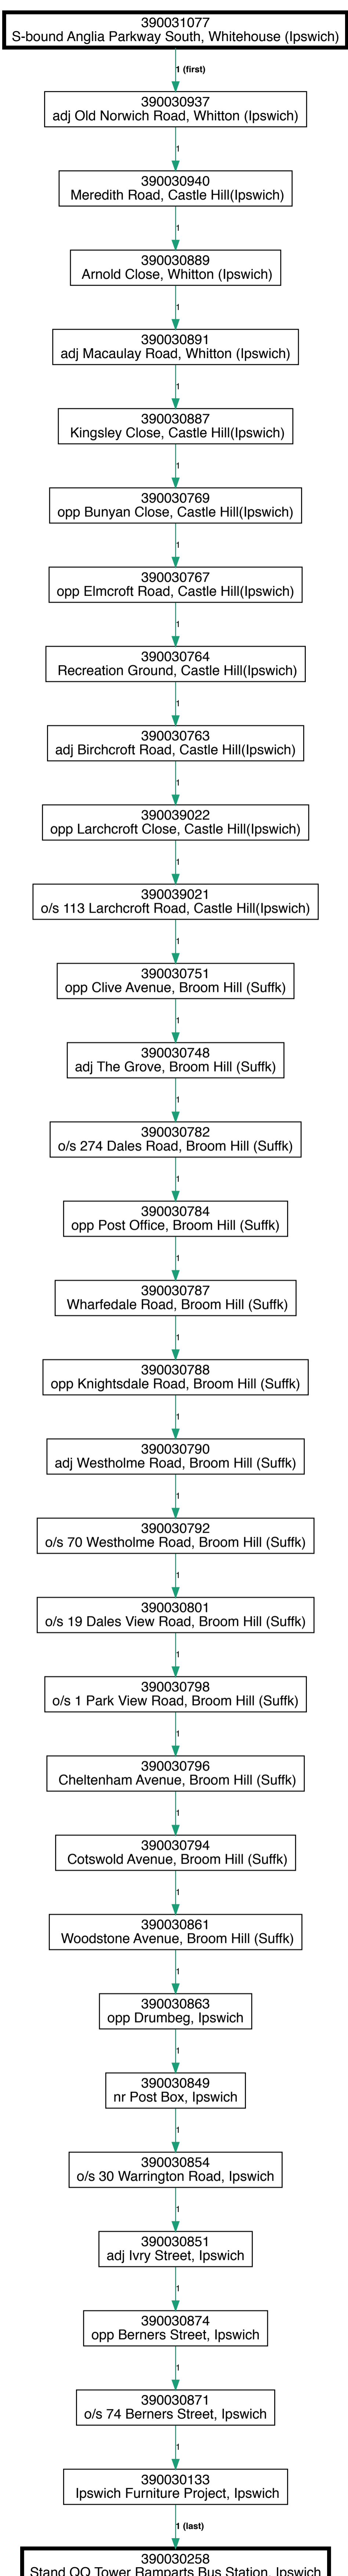 390031077
S-bound Anglia Parkway South, Whitehouse (Ipswich)
1 (first)
390030937
adj Old Norwich Road, Whitton (Ipswich)
1
390030940
Meredith Road, Castle Hill(Ipswich)
1
390030889
Arnold Close, Whitton (Ipswich)
1
390030891
adj Macaulay Road, Whitton (Ipswich)
1
390030887
Kingsley Close, Castle Hill(Ipswich)
1
390030769
opp Bunyan Close, Castle Hill(Ipswich)
1
390030767
opp Elmcroft Road, Castle Hill(Ipswich)
1
390030764
Recreation Ground, Castle Hill(Ipswich)
1
390030763
adj Birchcroft Road, Castle Hill(Ipswich)
1
390039022
opp Larchcroft Close, Castle Hill(Ipswich)
1
390039021
o/s 113 Larchcroft Road, Castle Hill(Ipswich)
1
390030751
opp Clive Avenue, Broom Hill (Suffk)
1
390030748
adj The Grove, Broom Hill (Suffk)
1
390030782
o/s 274 Dales Road, Broom Hill (Suffk)
1
390030784
opp Post Office, Broom Hill (Suffk)
1
390030787
Wharfedale Road, Broom Hill (Suffk)
1
390030788
opp Knightsdale Road, Broom Hill (Suffk)
1
390030790
adj Westholme Road, Broom Hill (Suffk)
1
390030792
o/s 70 Westholme Road, Broom Hill (Suffk)
1
390030801
o/s 19 Dales View Road, Broom Hill (Suffk)
1
390030798
o/s 1 Park View Road, Broom Hill (Suffk)
1
390030796
Cheltenham Avenue, Broom Hill (Suffk)
1
390030794
Cotswold Avenue, Broom Hill (Suffk)
1
390030861
Woodstone Avenue, Broom Hill (Suffk)
1
390030863
opp Drumbeg, Ipswich
1
390030849
nr Post Box, Ipswich
1
390030854
o/s 30 Warrington Road, Ipswich
1
390030851
adj Ivry Street, Ipswich
1
390030874
opp Berners Street, Ipswich
1
390030871
o/s 74 Berners Street, Ipswich
1
390030133
Ipswich Furniture Project, Ipswich
1 (last)
390030258
Stand QQ Tower Ramparts Bus Station, Ipswich